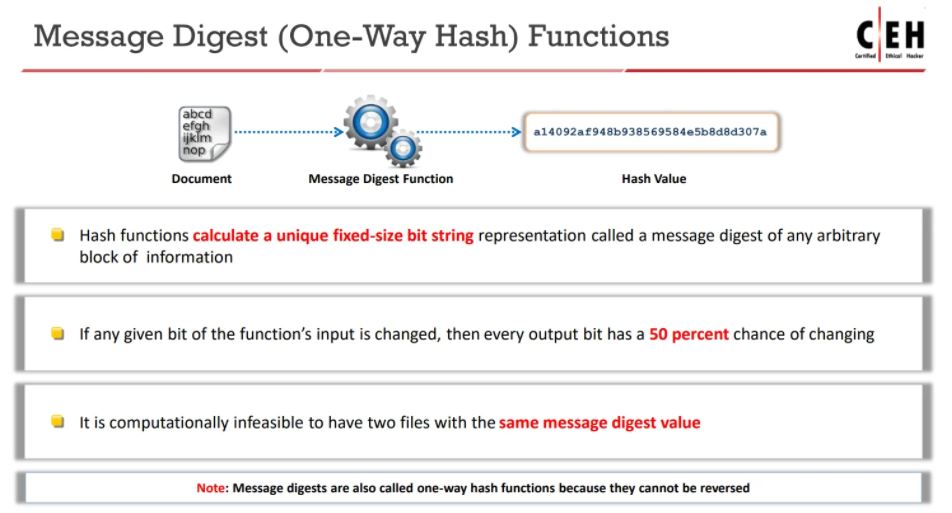 Message Digest (One-Way Hash) Functions
C|EH
Certified Ethical Hacker
abcd
efgh
ijklm
nop
a14092af948b938569584e5b8d8d307a
Document
Message Digest Function
Hash Value
Hash functions calculate a unique fixed-size bit string representation called a message digest of any arbitrary
block of information
If any given bit of the function's input is changed, then every output bit has a 50 percent chance of changing
It is computationally infeasible to have two files with the same message digest value
Note: Message digests are also called one-way hash functions because they cannot be reversed